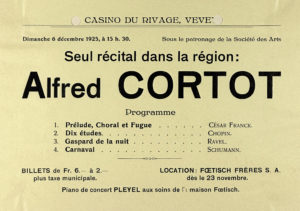 CASINO DU RIVAGE, VEVEY
Dimanche 6 décembre 1925, à 15 h. 30. Sous le patronage de la Société des Arts
Seul récital dans la région:
Alfred CORTOT
Programme
1. Prélude, Choral et Fugue . . . . . . CÉSAR FRANCK.
2. Dix études . . . . . . CHOPIN.
3. Gaspard de la nuit . . . . . . RAVEL.
4. Carnaval . . . . . . SCHUMANN.
BILLETS de Fr. 6.— à 2.— LOCATION: FŒTISCH FRÈRES S. A.
plus taxe municipale. dès le 23 novembre.
Piano de concert PLEYEL aux soins de la maison Fœtisch.